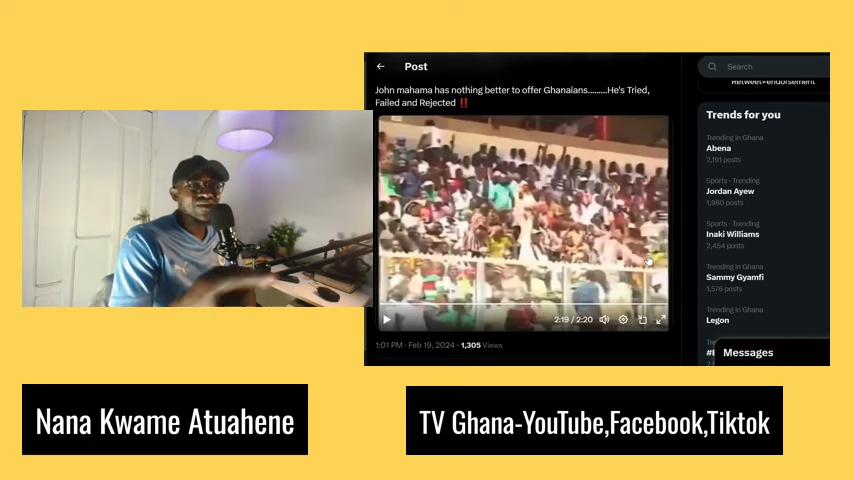 Post
John mahama has nothing better to offer Ghanaians.........He's Tried,
Failed and Rejected ‼️
2:19 / 2:20
1:01 PM · Feb 19, 2024 · 1,305 Views
Search
Retweet≠endorsement
Trends for you
Trending in Ghana
Abena
2,191 posts
Sports · Trending
Jordan Ayew
1,980 posts
Sports · Trending
Inaki Williams
2,454 posts
Trending in Ghana
Sammy Gyamfi
1,576 posts
Trending in Ghana
Legon
Messages
Nana Kwame Atuahene
TV Ghana-YouTube,Facebook,Tiktok